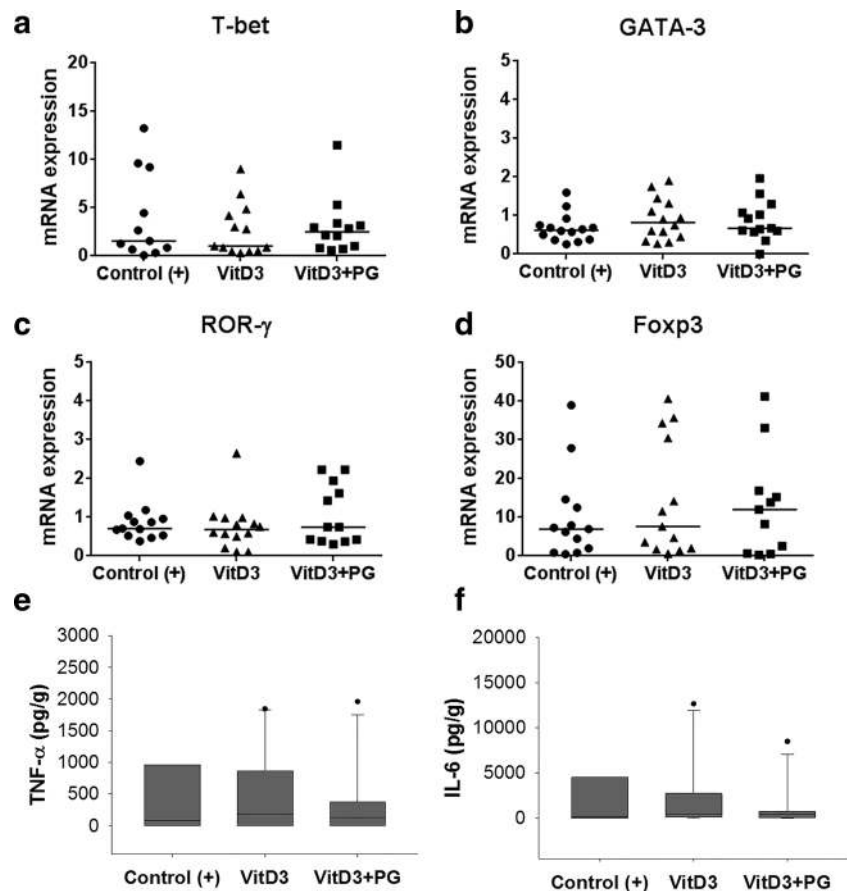 a
T-bet
mRNA expression
20
15
10
5
0
Control (+) VitD3 VitD3+PG
b
GATA-3
mRNA expression
5
4
3
2
1
0
Control (+) VitD3 VitD3+PG
c
ROR-γ
mRNA expression
5
4
3
2
1
0
Control (+) VitD3 VitD3+PG
d
Foxp3
mRNA expression
50
40
30
20
10
0
Control (+) VitD3 VitD3+PG
e
TNF-α (pg/g)
3000
2500
2000
1500
1000
500
0
Control (+) VitD3 VitD3+PG
f
IL-6 (pg/g)
20000
15000
10000
5000
0
Control (+) VitD3 VitD3+PG